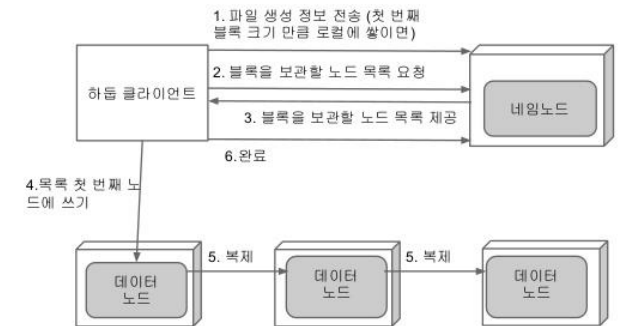 1. 파일 생성 정보 전송 (첫 번째
블록 크기 만큼 로컬에 쌓이면)
2. 블록을 보관할 노드 목록 요청
하둡 클라이언트
네임노드
3. 블록을 보관할 노드 목록 제공
6.완료
4.목록 첫 번째 노
드에 쓰기
5. 복제
5. 복제
데이터
노드
데이터
노드
데이터
노드